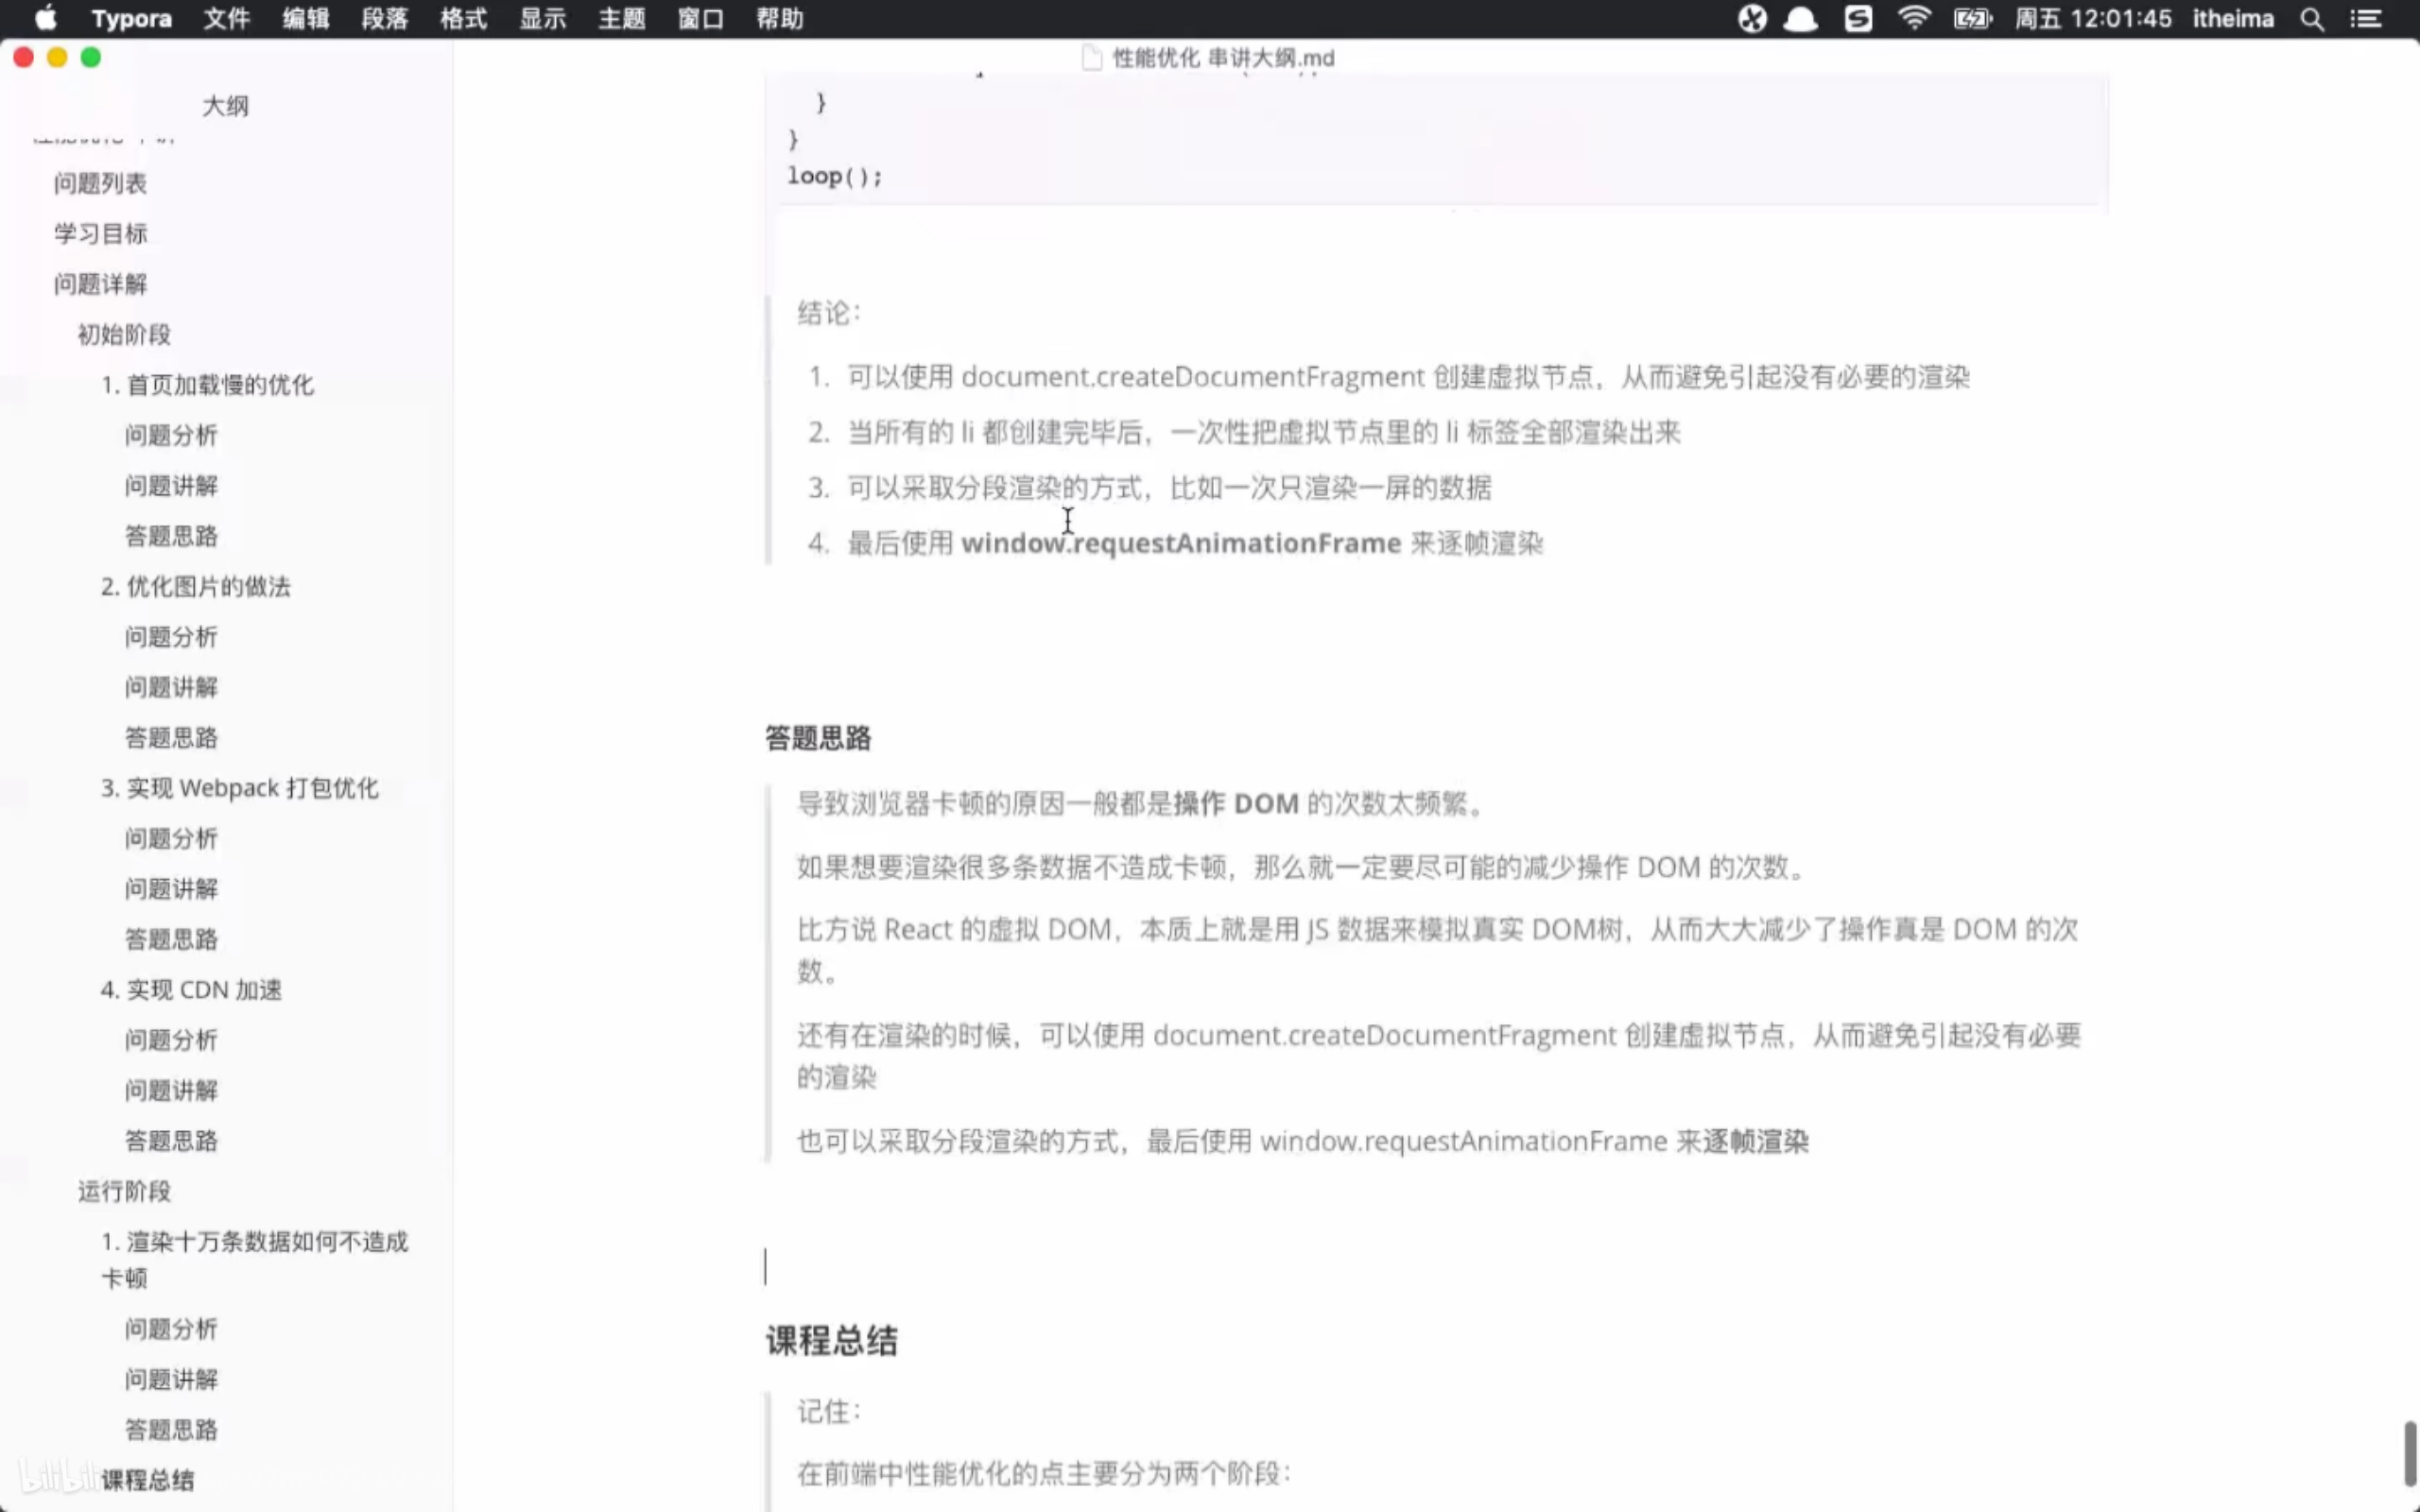 Typora 文件 编辑 段落 格式 显示 主题 窗口 帮助 周五 12:01:45 itheima
性能优化 串讲大纲.md
大纲
问题列表
学习目标
问题详解
初始阶段
1. 首页加载慢的优化
问题分析
问题讲解
答题思路
2. 优化图片的做法
问题分析
问题讲解
答题思路
3. 实现 Webpack 打包优化
问题分析
问题讲解
答题思路
4. 实现 CDN 加速
问题分析
问题讲解
答题思路
运行阶段
1. 渲染十万条数据如何不造成
卡顿
问题分析
问题讲解
答题思路
课程总结
bilibili
}
}
loop();
结论：
1. 可以使用 document.createDocumentFragment 创建虚拟节点，从而避免引起没有必要的渲染
2. 当所有的 li 都创建完毕后，一次性把虚拟节点里的 li 标签全部渲染出来
3. 可以采取分段渲染的方式，比如一次只渲染一屏的数据
4. 最后使用 window.requestAnimationFrame 来逐帧渲染
答题思路
导致浏览器卡顿的原因一般都是操作 DOM 的次数太频繁。
如果想要渲染很多条数据不造成卡顿，那么就一定要尽可能的减少操作 DOM 的次数。
比方说 React 的虚拟 DOM，本质上就是用 JS 数据来模拟真实 DOM树，从而大大减少了操作真是 DOM 的次
数。
还有在渲染的时候，可以使用 document.createDocumentFragment 创建虚拟节点，从而避免引起没有必要
的渲染
也可以采取分段渲染的方式，最后使用 window.requestAnimationFrame 来逐帧渲染
课程总结
记住：
在前端中性能优化的点主要分为两个阶段：